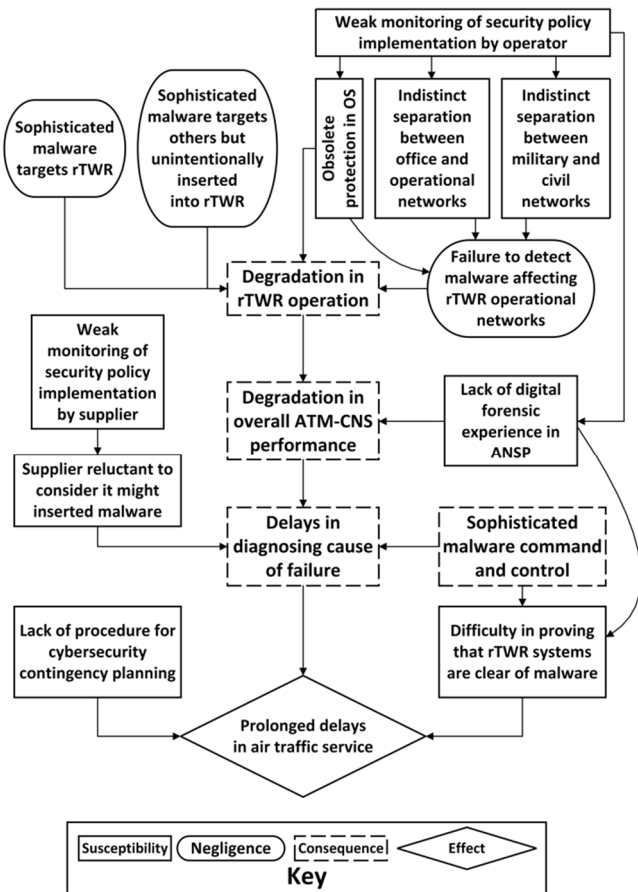 Weak monitoring of security policy
implementation by operator
Sophisticated
malware
targets rTWR
Sophisticated
malware targets
others but
unintentionally
inserted
into rTWR
Obsolete
protection in OS
Indistinct
separation
between
office and
operational
networks
Indistinct
separation
between
military and
civil
networks
Degradation in
rTWR operation
Failure to detect
malware affecting
rTWR operational
networks
Weak
monitoring of
security policy
implementation
by supplier
Degradation in
overall ATM-CNS
performance
Lack of digital
forensic
experience in
ANSP
Supplier reluctant to
consider it might
inserted malware
Delays in
diagnosing cause
of failure
Sophisticated
malware command
and control
Lack of procedure for
cybersecurity
contingency planning
Difficulty in proving
that rTWR systems
are clear of malware
Prolonged delays
in air traffic service
Susceptibility
Negligence
Consequence
Effect
Key